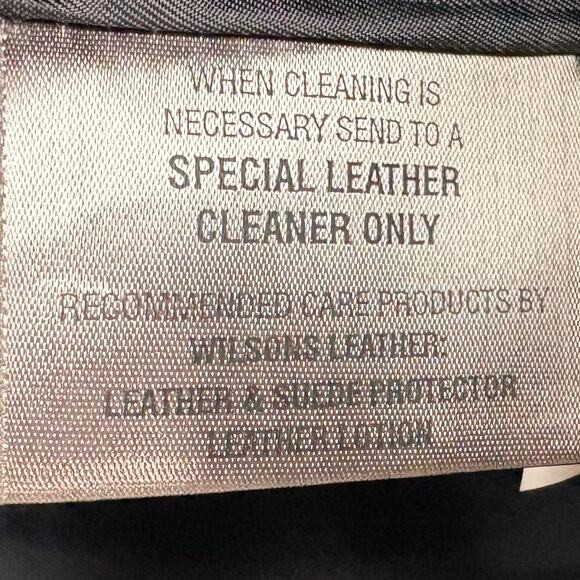 WHEN CLEANING IS
NECESSARY SEND TO A
SPECIAL LEATHER
CLEANER ONLY
RECOMMENDED CARE PRODUCTS BY
WILSONS LEATHER:
LEATHER & SUEDE PROTECTOR
LEATHER LOTION